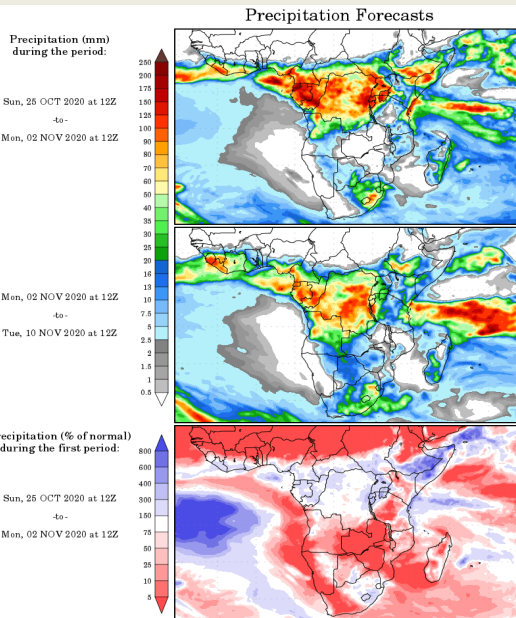 Precipitation Forecasts
Precipitation (mm)
during the period:
Sun, 25 OCT 2020 at 12Z
-to-
Mon, 02 NOV 2020 at 12Z
250
200
175
150
125
100
90
80
70
60
50
40
35
30
25
20
16
13
10
7.5
5
2.5
2
1.5
1
0.5
Mon, 02 NOV 2020 at 12Z
-to-
Tue, 10 NOV 2020 at 12Z
recipitation (% of normal)
during the first period:
Sun, 25 OCT 2020 at 12Z
-to-
Mon, 02 NOV 2020 at 12Z
800
600
400
300
150
75
50
25
10
5